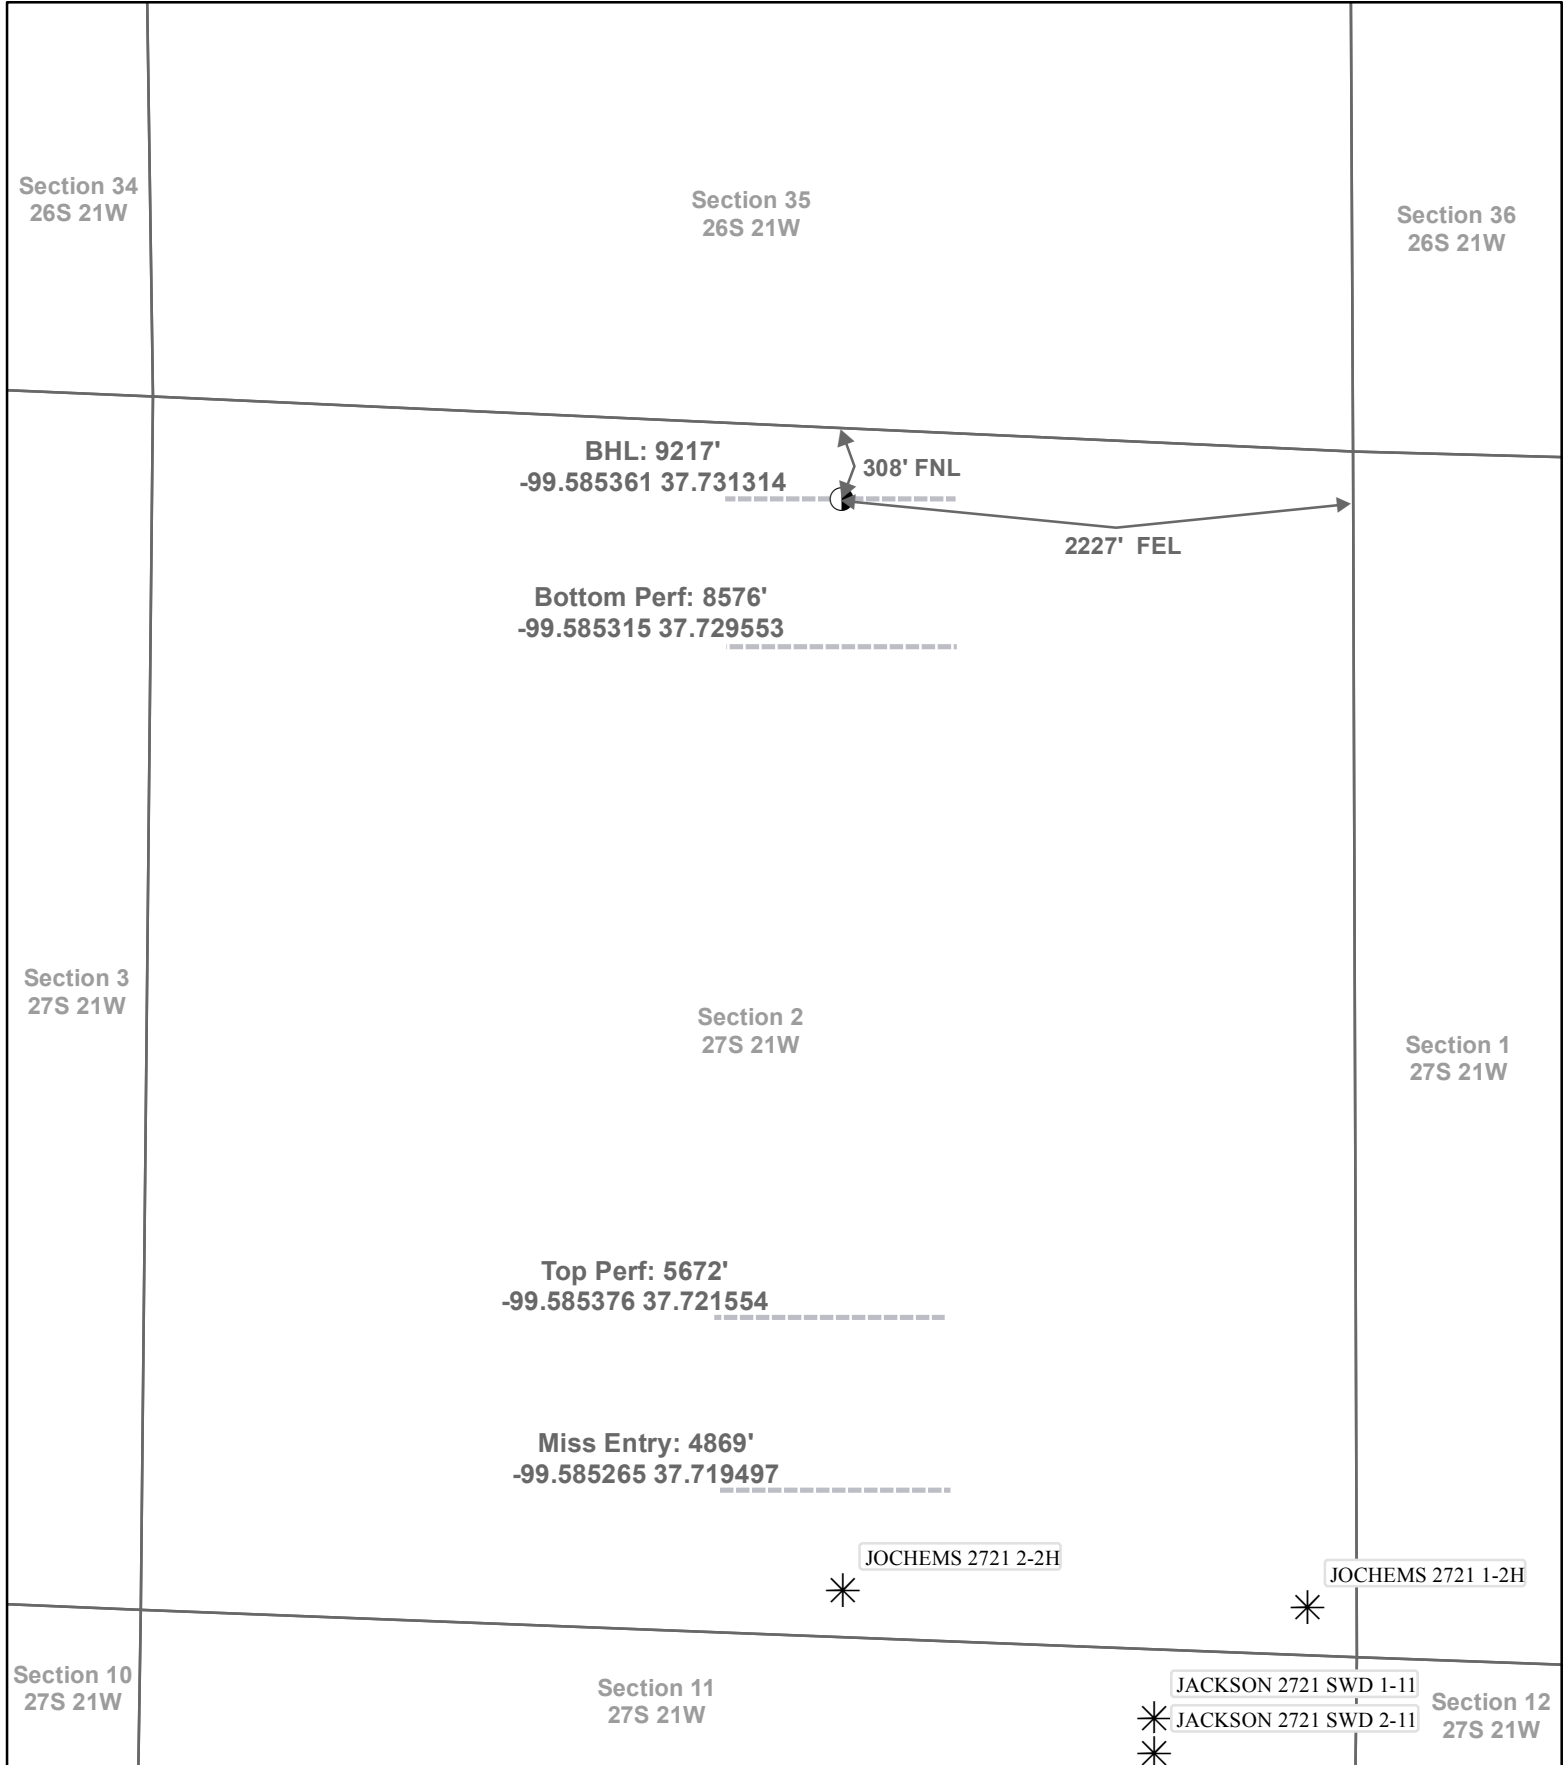 Section 34
26S 21W
Section 35
26S 21W
Section 36
26S 21W
BHL: 9217'
-99.585361 37.731314
308' FNL
2227' FEL
Bottom Perf: 8576'
-99.585315 37.729553
Section 3
27S 21W
Section 2
27S 21W
Section 1
27S 21W
Top Perf: 5672'
-99.585376 37.721554
Miss Entry: 4869'
-99.585265 37.719497
JOCHEMS 2721 2-2H
JOCHEMS 2721 1-2H
Section 10
27S 21W
Section 11
27S 21W
JACKSON 2721 SWD 1-11
JACKSON 2721 SWD 2-11
Section 12
27S 21W